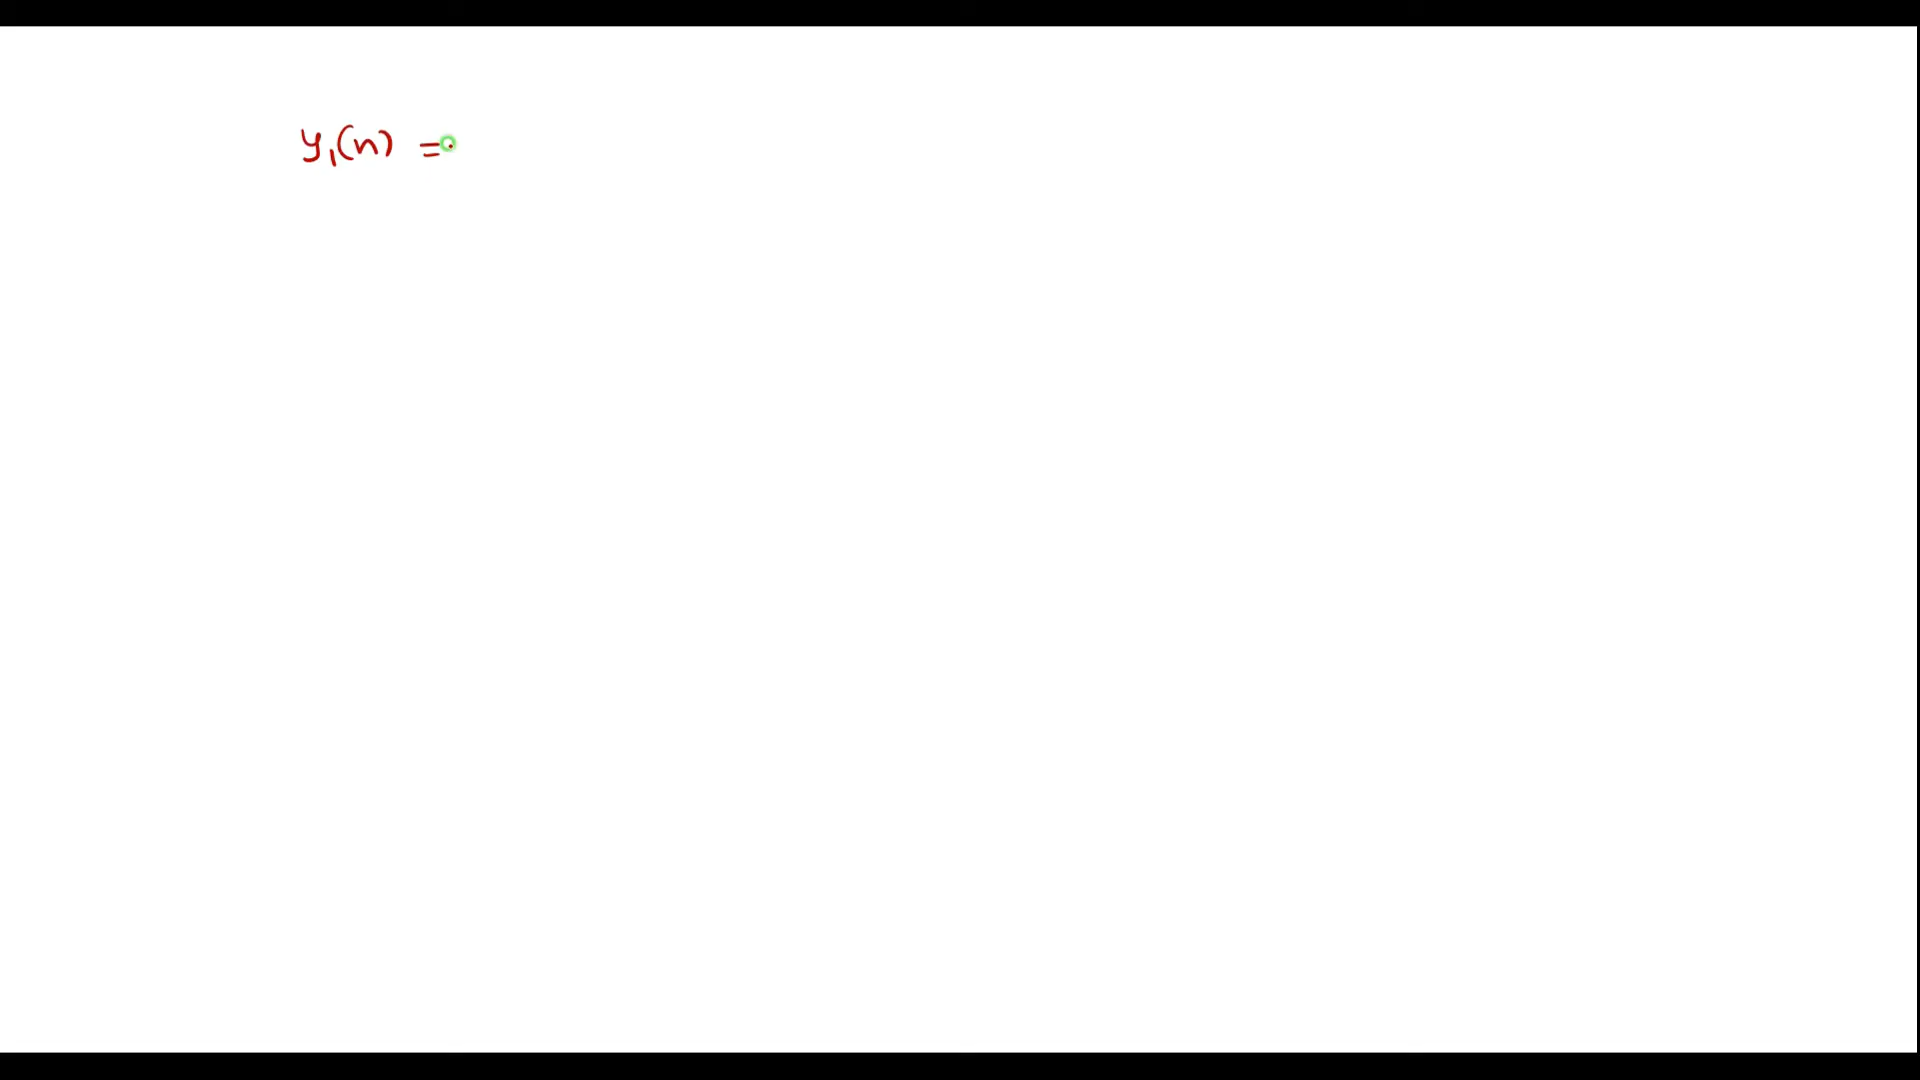 y₁(n) =